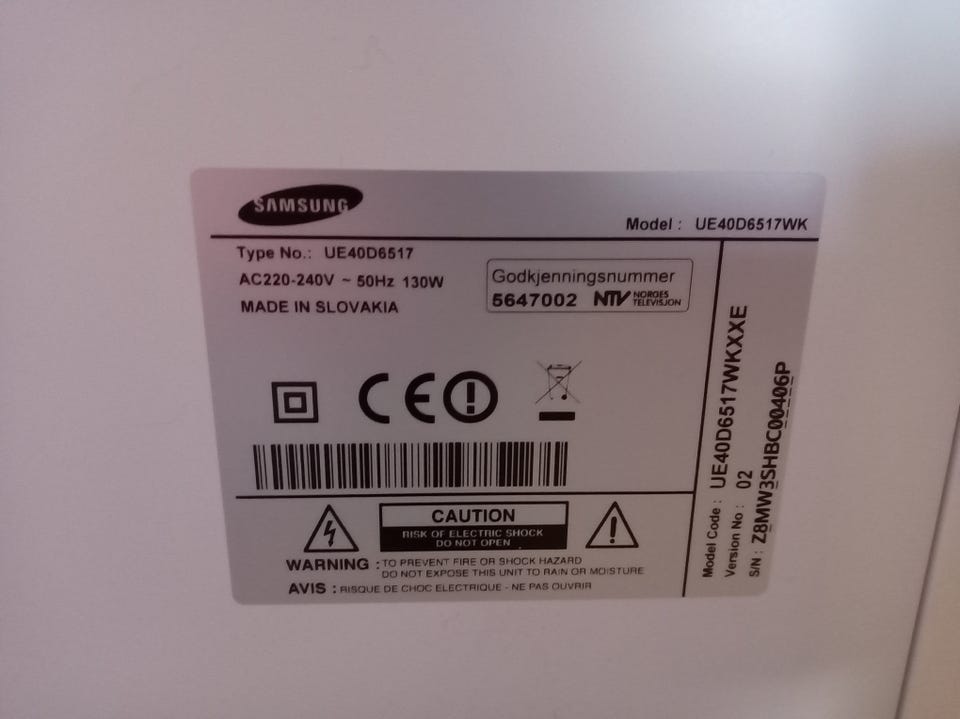 SAMSUNG
Model : UE40D6517WK
Type No.: UE40D6517
AC220-240V ~ 50Hz 130W
MADE IN SLOVAKIA
Godkjenningsnummer
5647002 NTV NORGES TELEVISJON
CE
CAUTION
RISK OF ELECTRIC SHOCK
DO NOT OPEN
WARNING : TO PREVENT FIRE OR SHOCK HAZARD
DO NOT EXPOSE THIS UNIT TO RAIN OR MOISTURE
AVIS : RISQUE DE CHOC ELECTRIQUE - NE PAS OUVRIR
Model Code : UE40D6517WKXXE
Version No : 02
S/N : Z8MW3SHBC00406P